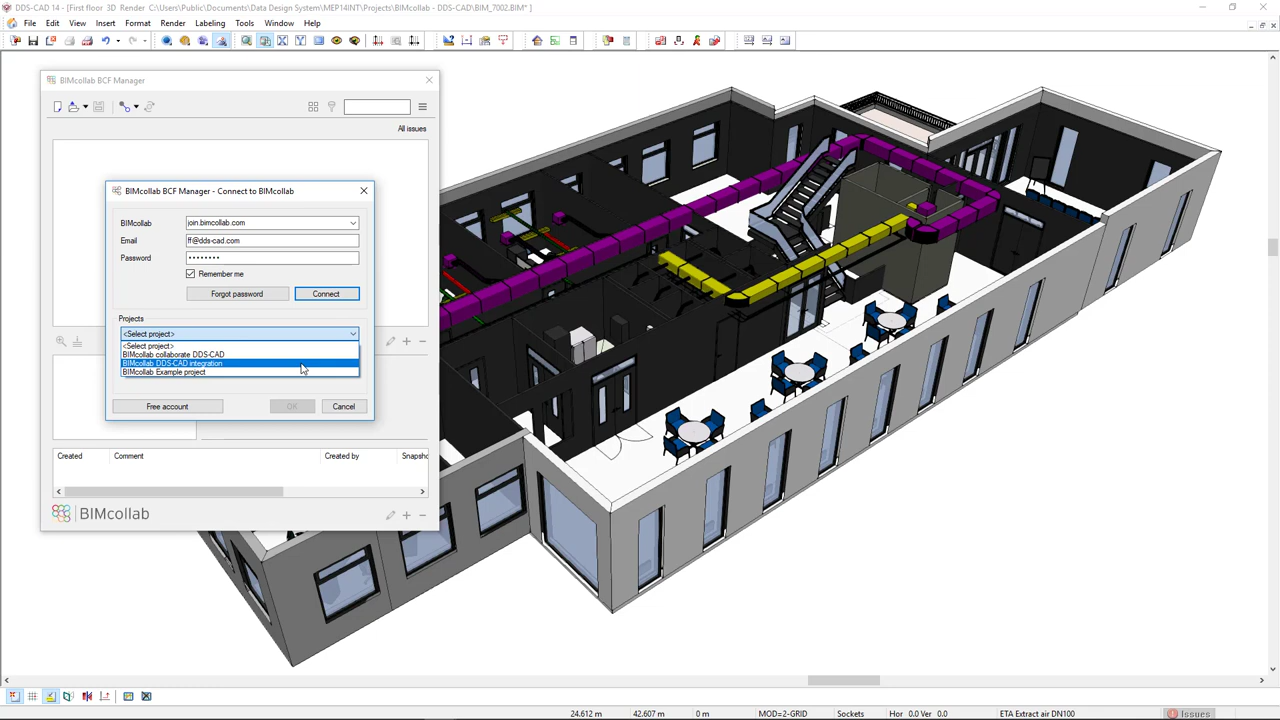 DDS-CAD 14 - [First floor 3D Render C:\Users\Public\Documents\Data Design System\MEP14INT\Projects\BIMcollab - DDS-CAD\BIM_7002.BIM*]
File Edit View Insert Format Render Labeling Tools Window Help
BIMcollab BCF Manager
All issues
BIMcollab BCF Manager - Connect to BIMcollab
BIMcollab join.bimcollab.com
Email ff@dds-cad.com
Password ••••••••
Remember me
Forgot password Connect
Projects
<Select project>
<Select project>
BIMcollab collaborate DDS-CAD
BIMcollab DDS-CAD integration
BIMcollab Example project
Free account OK Cancel
Created Comment Created by Snapsho
BIMcollab
24.612 m 42.607 m 0 m MOD=2-GRID Sockets Hor 0.0 Ver 0.0 ETA Extract air DN100 Issues